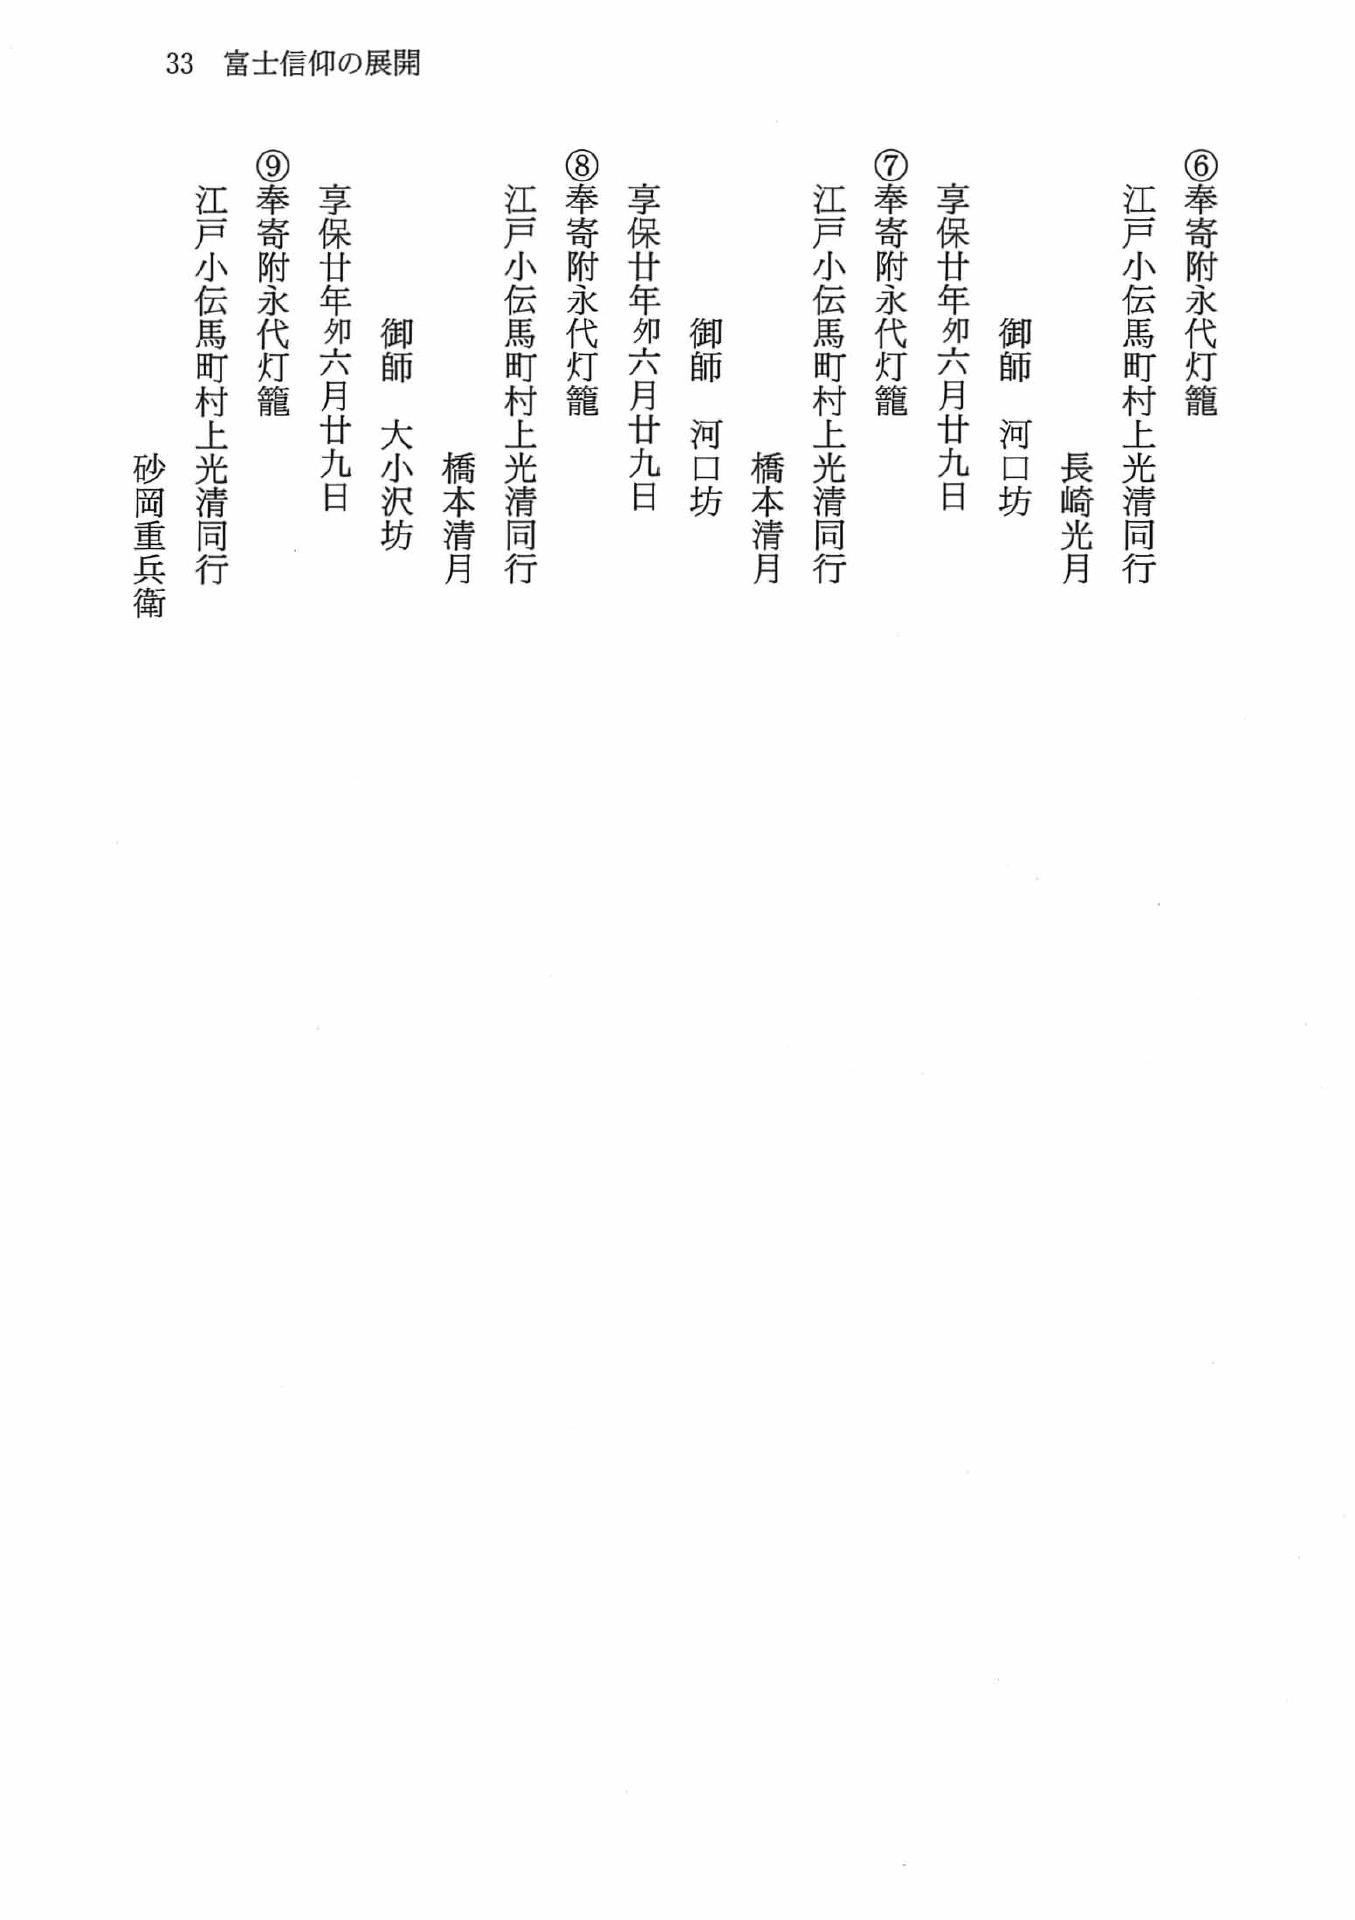 33 富士信仰の展開
⑥奉寄附永代灯籠
江戸小伝馬町村上光清同行
長崎光月
御師 河口坊
享保廿年夘六月廿九日
⑦奉寄附永代灯籠
江戸小伝馬町村上光清同行
橋本清月
御師 河口坊
享保廿年夘六月廿九日
⑧奉寄附永代灯籠
江戸小伝馬町村上光清同行
橋本清月
御師 大小沢坊
享保廿年夘六月廿九日
⑨奉寄附永代灯籠
江戸小伝馬町村上光清同行
砂岡重兵衛